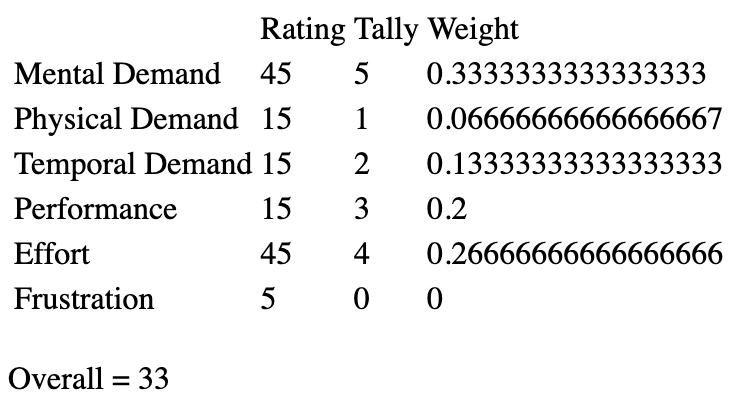 Rating Tally Weight
Mental Demand 45 5 0.3333333333333333
Physical Demand 15 1 0.06666666666666667
Temporal Demand 15 2 0.13333333333333333
Performance 15 3 0.2
Effort 45 4 0.26666666666666666
Frustration 5 0 0
Overall = 33